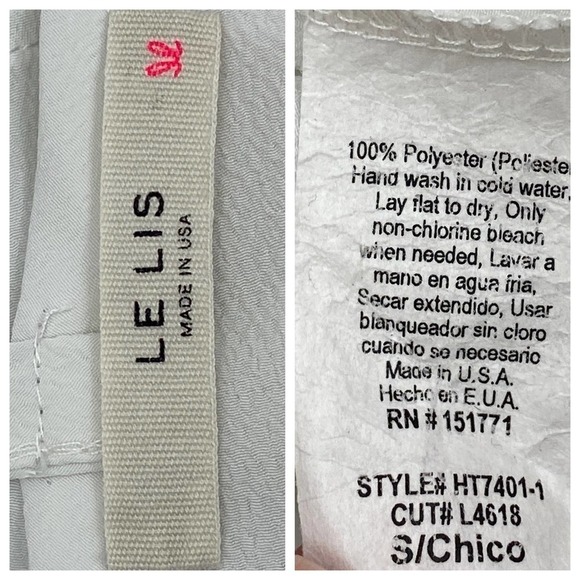 LE LIS
MADE IN USA
100% Polyester (Poliester
Hand wash in cold water,
Lay flat to dry, Only
non-chlorine bleach
when needed, Lavar a
mano en agua fria,
Secar extendido, Usar
blanqueador sin cloro
cuando se necesario
Made in U.S.A.
Hecho en E.U.A.
RN # 151771
STYLE# HT7401-1
CUT# L4618
S/Chico